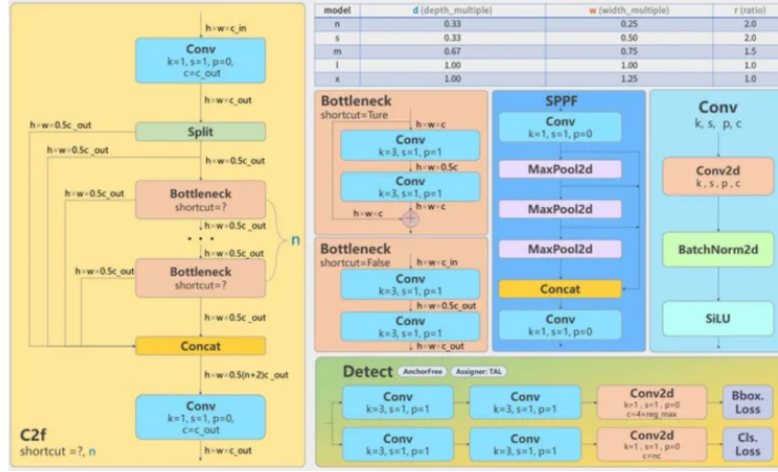 h×w×c_in
Conv
k=1, s=1, p=0,
c=c_out
h×w×c_out
Split
h×w×0.5c_out
h×w×0.5c_out
h×w×0.5c_out
h×w×0.5c_out
Bottleneck
shortcut=?
h×w×0.5c_out
...
h×w×0.5c_out
n
h×w×0.5c_out
Bottleneck
shortcut=?
h×w×0.5c_out
Concat
h×w×0.5(n+2)c_out
Conv
k=1, s=1, p=0,
c=c_out
h×w×c_out
C2f
shortcut =?, n
model d (depth_multiple) w (width_multiple) r (ratio)
n 0.33 0.25 2.0
s 0.33 0.50 2.0
m 0.67 0.75 1.5
l 1.00 1.00 1.0
x 1.00 1.25 1.0
Bottleneck
shortcut=Ture
h×w×c
Conv
k=3, s=1, p=1
h×w×0.5c
Conv
k=3, s=1, p=1
h×w×c
h×w×c
+
Bottleneck
shortcut=False
h×w×c_in
Conv
k=3, s=1, p=1
h×w×0.5c_out
Conv
k=3, s=1, p=1
h×w×c_out
SPPF
Conv
k=1, s=1, p=0
MaxPool2d
MaxPool2d
MaxPool2d
Concat
Conv
k=1, s=1, p=0
Conv
k, s, p, c
Conv2d
k, s, p, c
BatchNorm2d
SiLU
Detect AnchorFree Assigner: TAL
Conv
k=3, s=1, p=1
Conv
k=3, s=1, p=1
Conv2d
k=1, s=1, p=0
c=4×reg_max
Bbox.
Loss
Conv
k=3, s=1, p=1
Conv
k=3, s=1, p=1
Conv2d
k=1, s=1, p=0
c=nc
Cls.
Loss